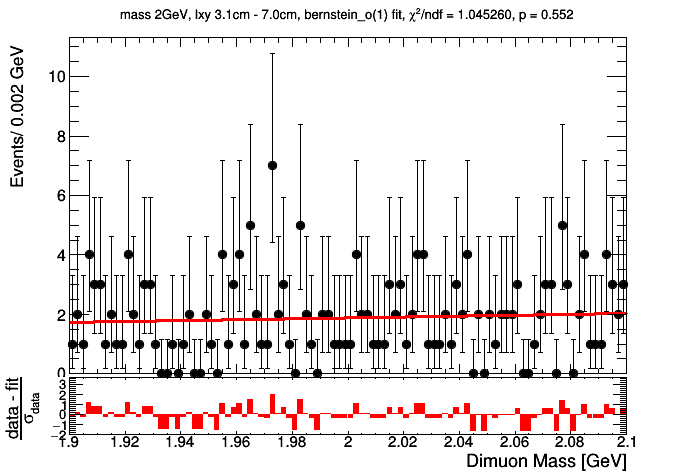 mass 2GeV, lxy 3.1cm - 7.0cm, bernstein_o(1) fit, χ²/ndf = 1.045260, p = 0.552
Events/ 0.002 GeV
10
8
6
4
2
0
data - fit
σdata
3
2
1
0
−1
−2
1.9 1.92 1.94 1.96 1.98 2 2.02 2.04 2.06 2.08 2.1
Dimuon Mass [GeV]